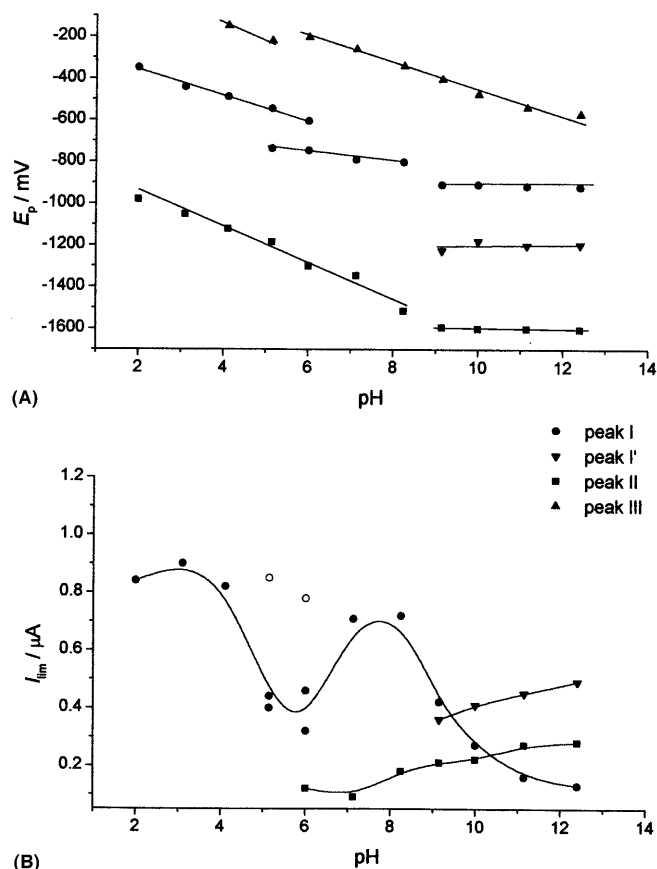 -200
-400
-600
-800
-1000
-1200
-1400
-1600
E_p / mV
2 4 6 8 10 12 14
pH
(A)
peak I
peak I'
peak II
peak III
1.2
1.0
0.8
0.6
0.4
0.2
I_lim / μA
2 4 6 8 10 12 14
pH
(B)